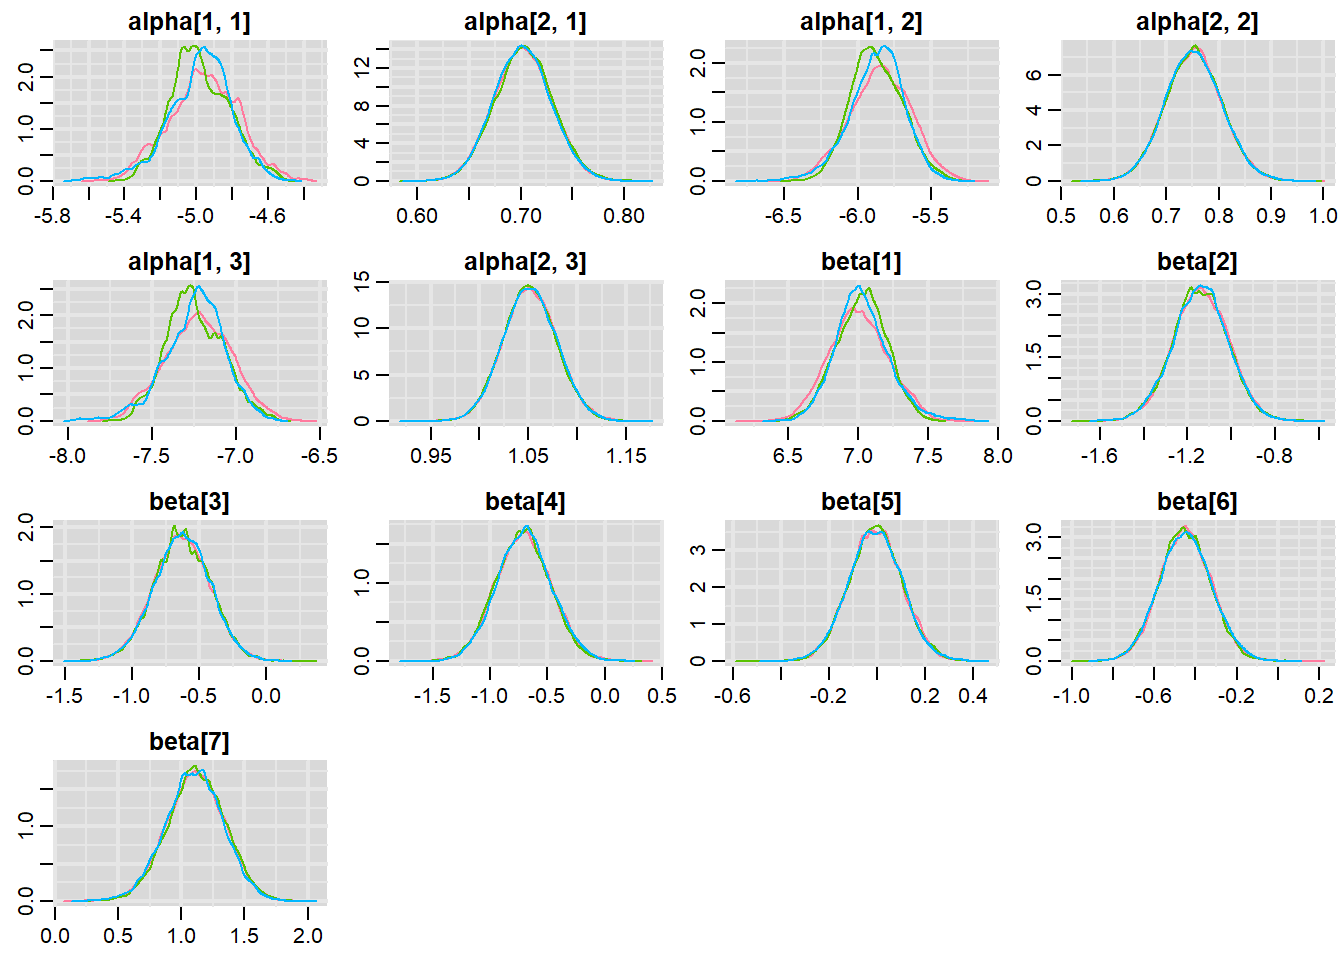 alpha[1, 1] alpha[2, 1] alpha[1, 2] alpha[2, 2]
0.0 1.0 2.0
-5.8 -5.4 -5.0 -4.6
0 4 8 12
0.60 0.70 0.80
0.0 1.0 2.0
-6.5 -6.0 -5.5
0 2 4 6
0.5 0.6 0.7 0.8 0.9 1.0
alpha[1, 3] alpha[2, 3] beta[1] beta[2]
0.0 1.0 2.0
-8.0 -7.5 -7.0 -6.5
0 5 10 15
0.95 1.05 1.15
0.0 1.0 2.0
6.5 7.0 7.5 8.0
0.0 1.5 3.0
-1.6 -1.2 -0.8
beta[3] beta[4] beta[5] beta[6]
0.0 1.0 2.0
-1.5 -1.0 -0.5 0.0
0.0 1.0
-1.5 -1.0 -0.5 0.0 0.5
0 1 2 3
-0.6 -0.2 0.2 0.4
0.0 1.5 3.0
-1.0 -0.6 -0.2 0.2
beta[7]
0.0 1.0
0.0 0.5 1.0 1.5 2.0